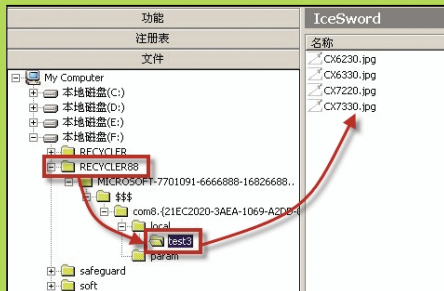 功能
注册表
文件
My Computer
本地磁盘(C:)
本地磁盘(D:)
本地磁盘(E:)
本地磁盘(F:)
RECYCLER
RECYCLER88
MICROSOFT-7701091-6666888-16826688..
$$$
com8.{21EC2020-3AEA-1069-A2DD-
local
test3
param
safeguard
soft
IceSword
名称
CX6230.jpg
CX6330.jpg
CX7220.jpg
CX7330.jpg